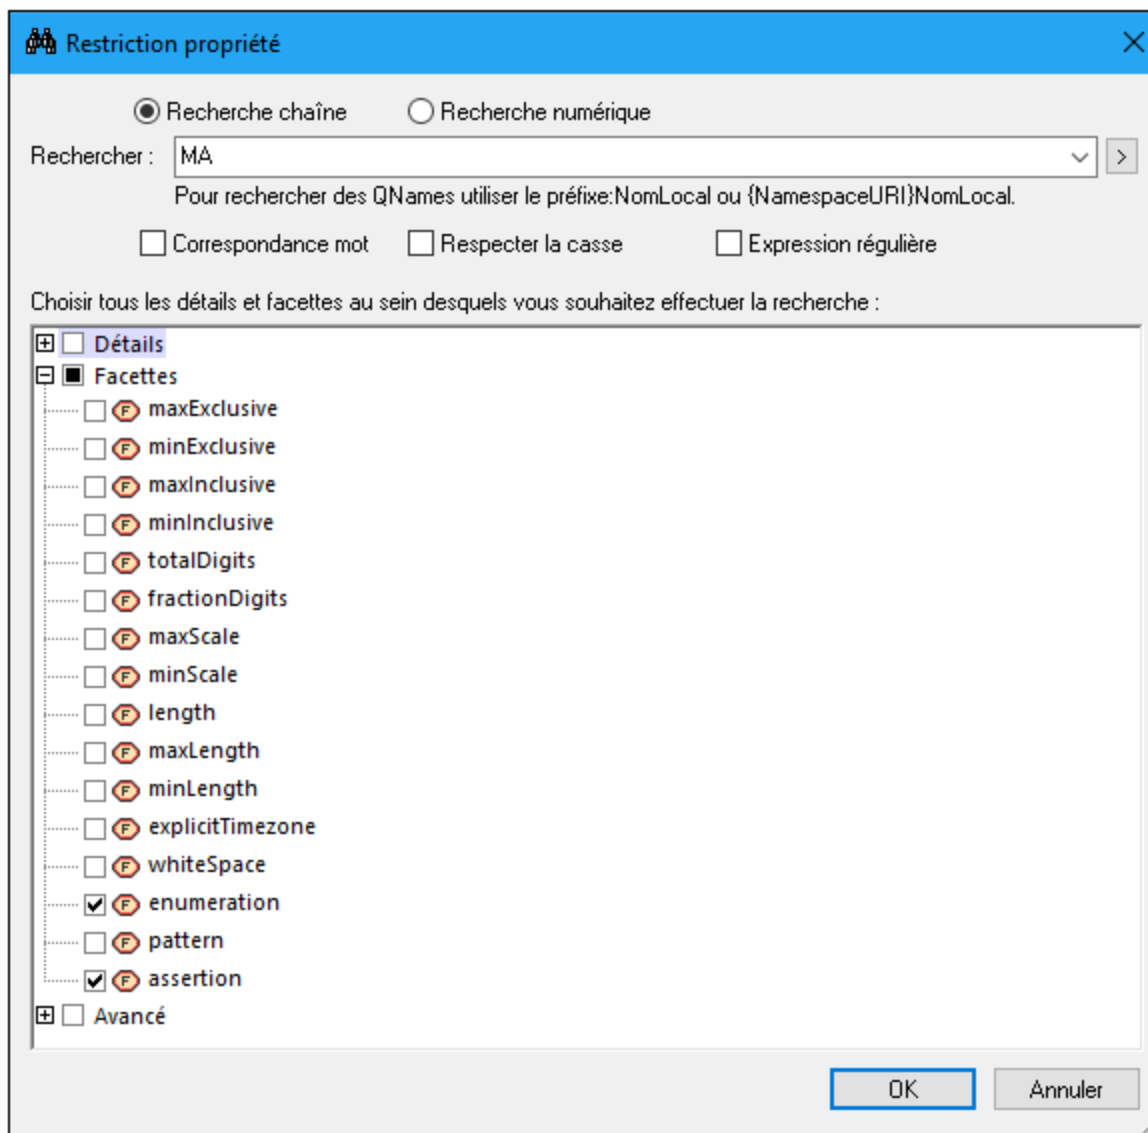 Restriction propriété
Recherche chaîne Recherche numérique
Rechercher : MA >
Pour rechercher des QNames utiliser le préfixe:NomLocal ou {NamespaceURI}NomLocal.
Correspondance mot Respecter la casse Expression régulière
Choisir tous les détails et facettes au sein desquels vous souhaitez effectuer la recherche :
Détails
Facettes
F maxExclusive
F minExclusive
F maxInclusive
F minInclusive
F totalDigits
F fractionDigits
F maxScale
F minScale
F length
F maxLength
F minLength
F explicitTimezone
F whiteSpace
F enumeration
F pattern
F assertion
Avancé
OK Annuler